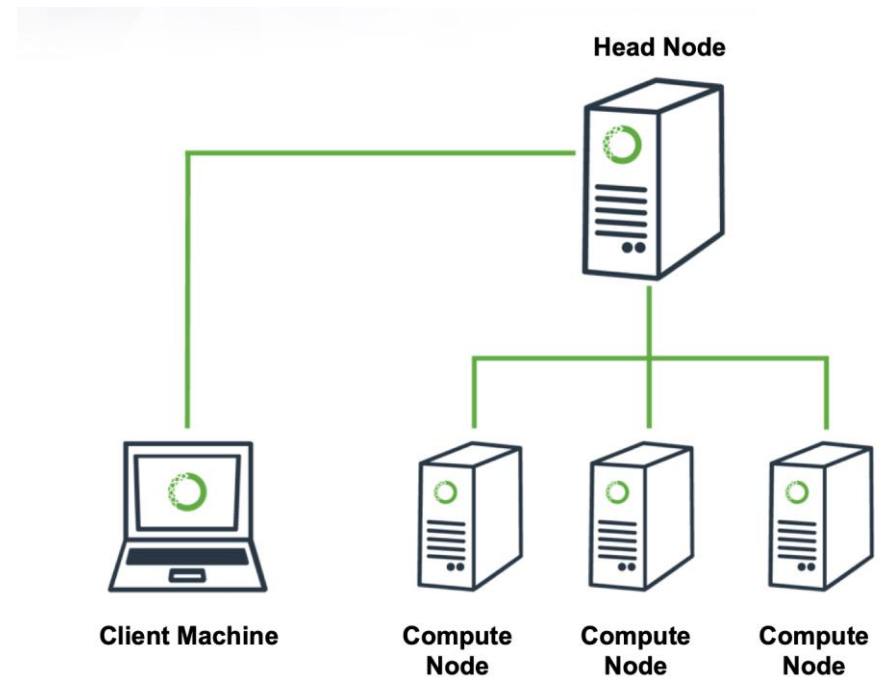 Head Node
Client Machine
Compute
Node
Compute
Node
Compute
Node